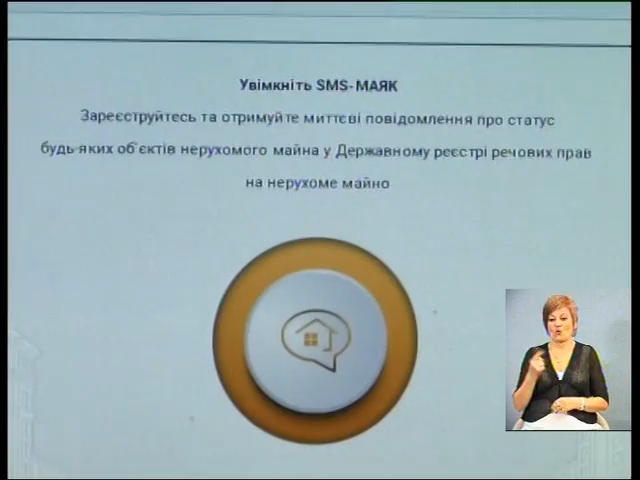 Увімкніть SMS-МАЯК
Зареєструйтесь та отримуйте миттєві повідомлення про статус
будь-яких об'єктів нерухомого майна у Державному реєстрі речових прав
на нерухоме майно